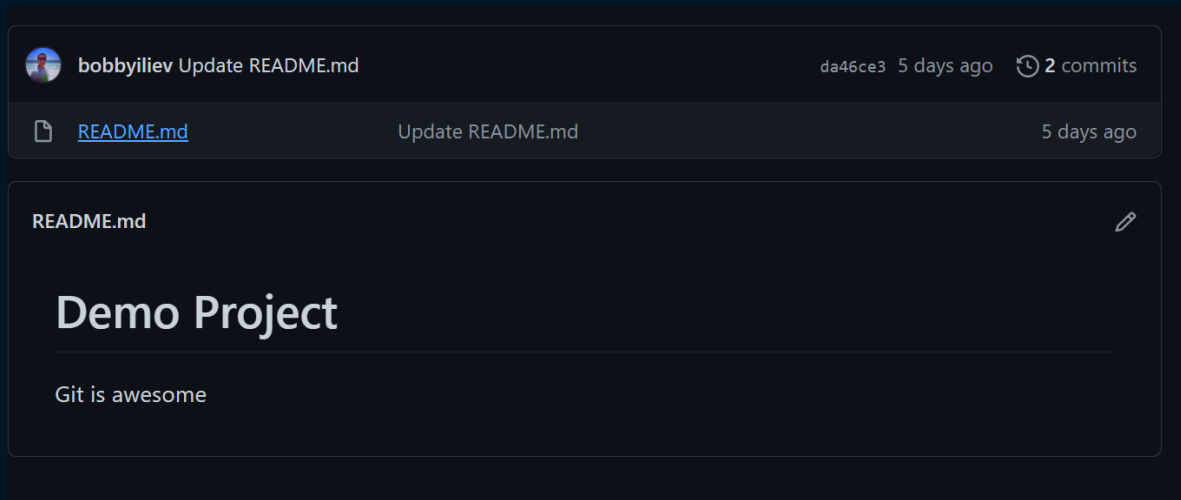 bobbyiliev Update README.md da46ce3 5 days ago 2 commits
README.md Update README.md 5 days ago
README.md
Demo Project
Git is awesome